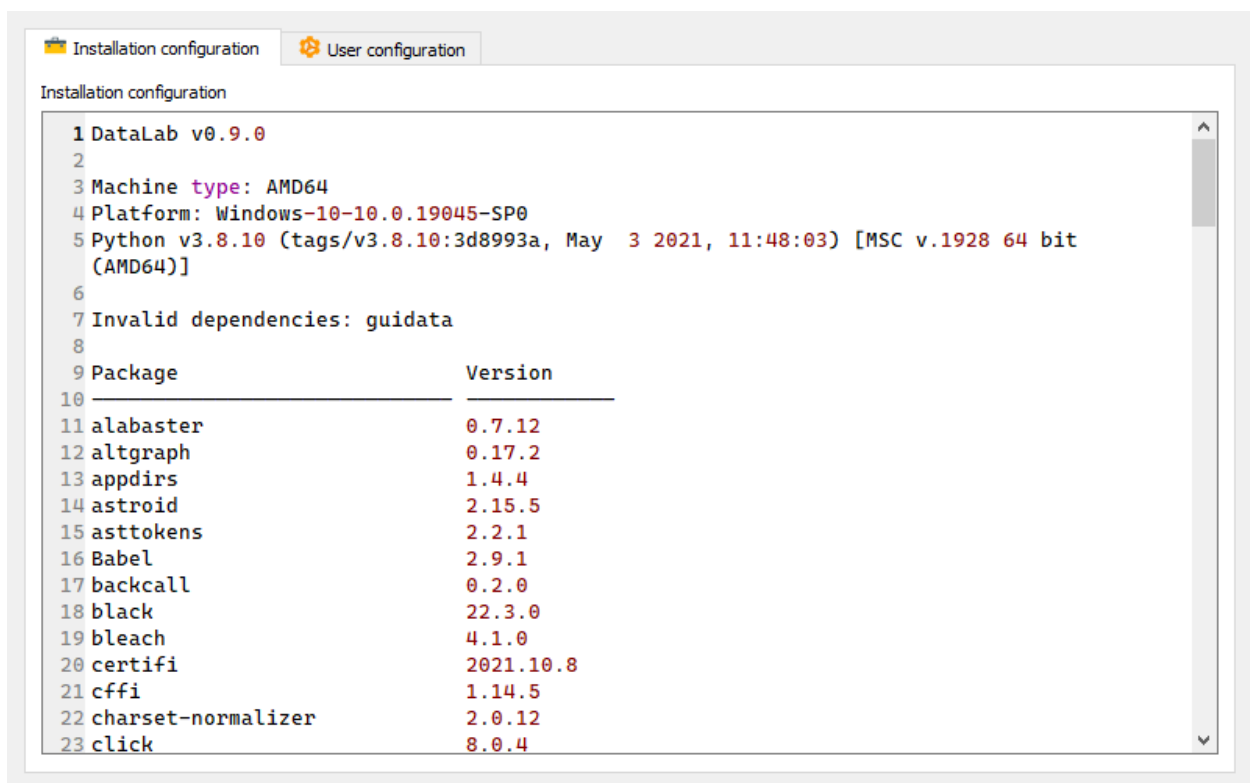 Installation configuration User configuration
Installation configuration
1 DataLab v0.9.0
2
3 Machine type: AMD64
4 Platform: Windows-10-10.0.19045-SP0
5 Python v3.8.10 (tags/v3.8.10:3d8993a, May  3 2021, 11:48:03) [MSC v.1928 64 bit
(AMD64)]
6
7 Invalid dependencies: guidata
8
9 Package Version
10
11 alabaster 0.7.12
12 altgraph 0.17.2
13 appdirs 1.4.4
14 astroid 2.15.5
15 asttokens 2.2.1
16 Babel 2.9.1
17 backcall 0.2.0
18 black 22.3.0
19 bleach 4.1.0
20 certifi 2021.10.8
21 cffi 1.14.5
22 charset-normalizer 2.0.12
23 click 8.0.4